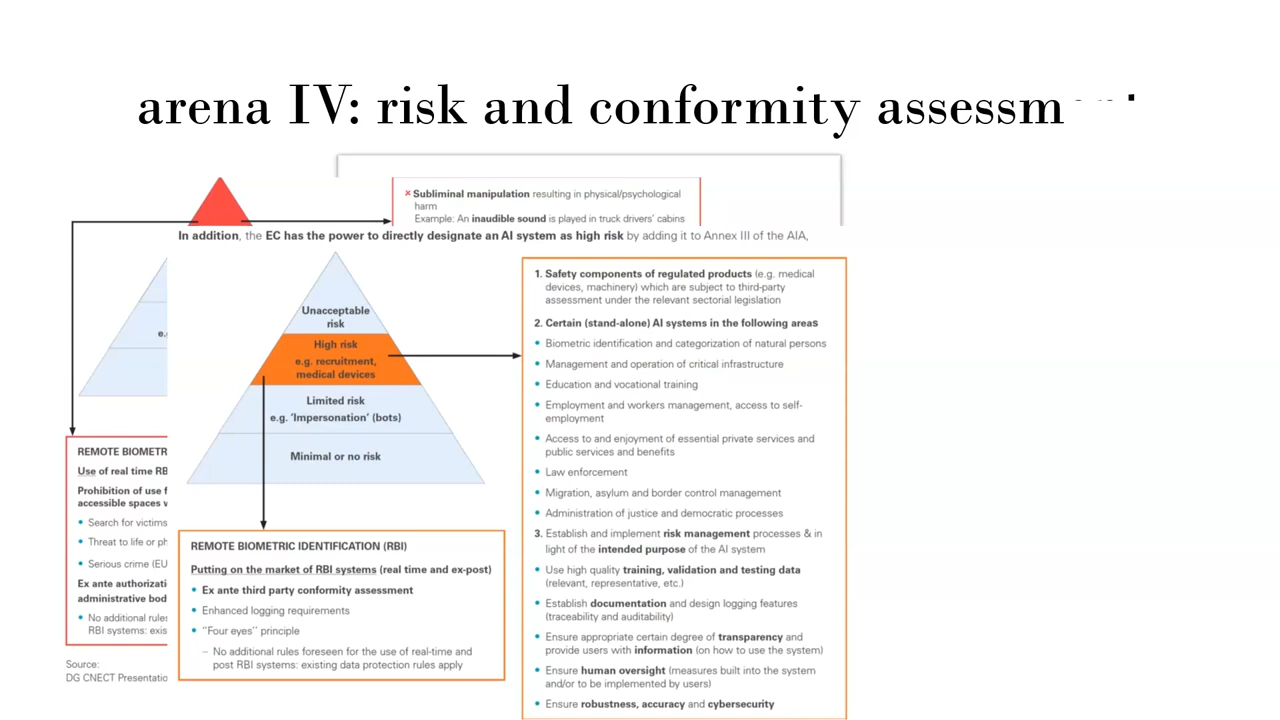 arena IV: risk and conformity
× Subliminal manipulation resulting in physical/psychological
harm
Example: An inaudible sound is played in truck drivers' cabins
In addition, the EC has the power to directly designate an AI system as high risk by adding it to Annex III of the AIA,
Unacceptable
risk
High risk
e.g. recruitment,
medical devices
Limited risk
e.g. 'Impersonation' (bots)
Minimal or no risk
1. Safety components of regulated products (e.g. medical
devices, machinery) which are subject to third-party
assessment under the relevant sectorial legislation
2. Certain (stand-alone) AI systems in the following areas
• Biometric identification and categorization of natural persons
• Management and operation of critical infrastructure
• Education and vocational training
• Employment and workers management, access to self-
employment
• Access to and enjoyment of essential private services and
public services and benefits
• Law enforcement
• Migration, asylum and border control management
• Administration of justice and democratic processes
3. Establish and implement risk management processes & in
light of the intended purpose of the AI system
• Use high quality training, validation and testing data
(relevant, representative, etc.)
• Establish documentation and design logging features
(traceability and auditability)
• Ensure appropriate certain degree of transparency and
provide users with information (on how to use the system)
• Ensure human oversight (measures built into the system
and/or to be implemented by users)
• Ensure robustness, accuracy and cybersecurity
REMOTE
Use of real time
Prohibition of use
accessible spaces
• Search for victims
• Threat to life or
• Serious crime
Ex ante
administrative
• No additional rules
RBI systems:
Source:
DG CNECT
REMOTE BIOMETRIC IDENTIFICATION (RBI)
Putting on the market of RBI systems (real time and ex-post)
• Ex ante third party conformity assessment
• Enhanced logging requirements
• "Four eyes" principle
– No additional rules foreseen for the use of real-time and
post RBI systems: existing data protection rules apply